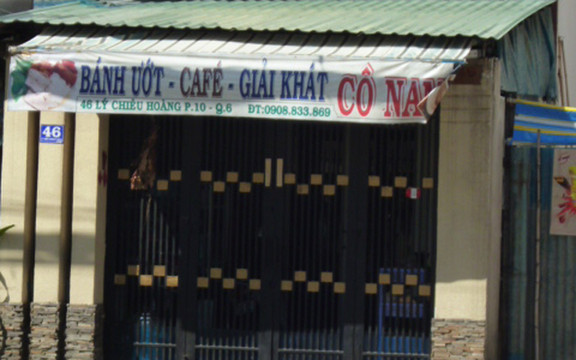 BÁNH ƯỚT - CAFÉ - GIẢI KHÁT
46 LÝ CHIÊU HOÀNG P.10 - Q.6 ĐT:0908.833.869
CÔ NAM
46